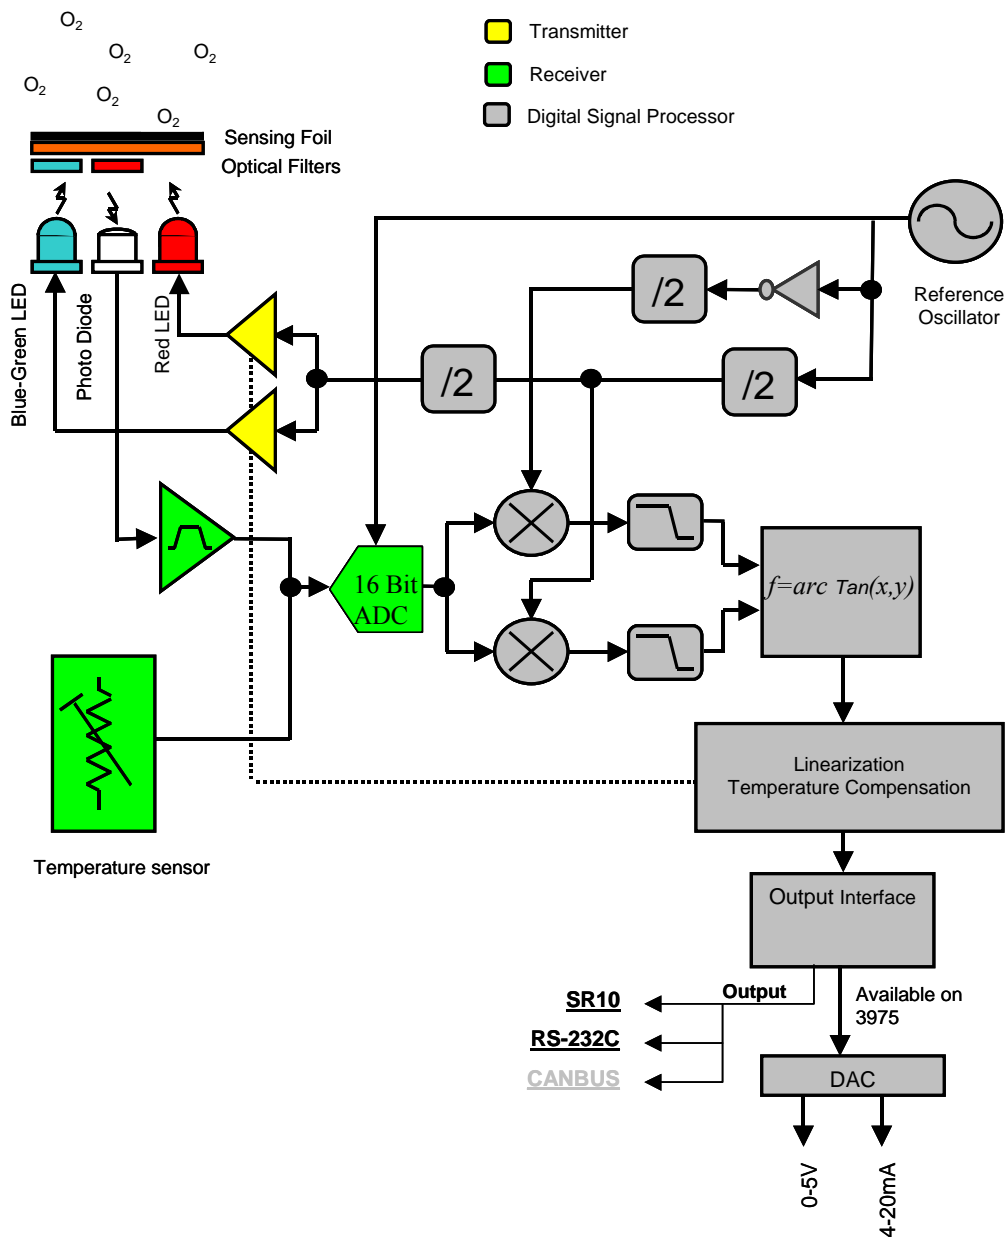 O2
O2
O2
O2
O2
O2
Transmitter
Receiver
Digital Signal Processor
Sensing Foil
Optical Filters
Blue-Green LED
Photo Diode
Red LED
/2
Reference
Oscillator
/2
/2
16 Bit
ADC
f=arc Tan(x,y)
Linearization
Temperature Compensation
Temperature sensor
Output Interface
Output
Available on
3975
SR10
RS-232C
CANBUS
DAC
0-5V
4-20mA